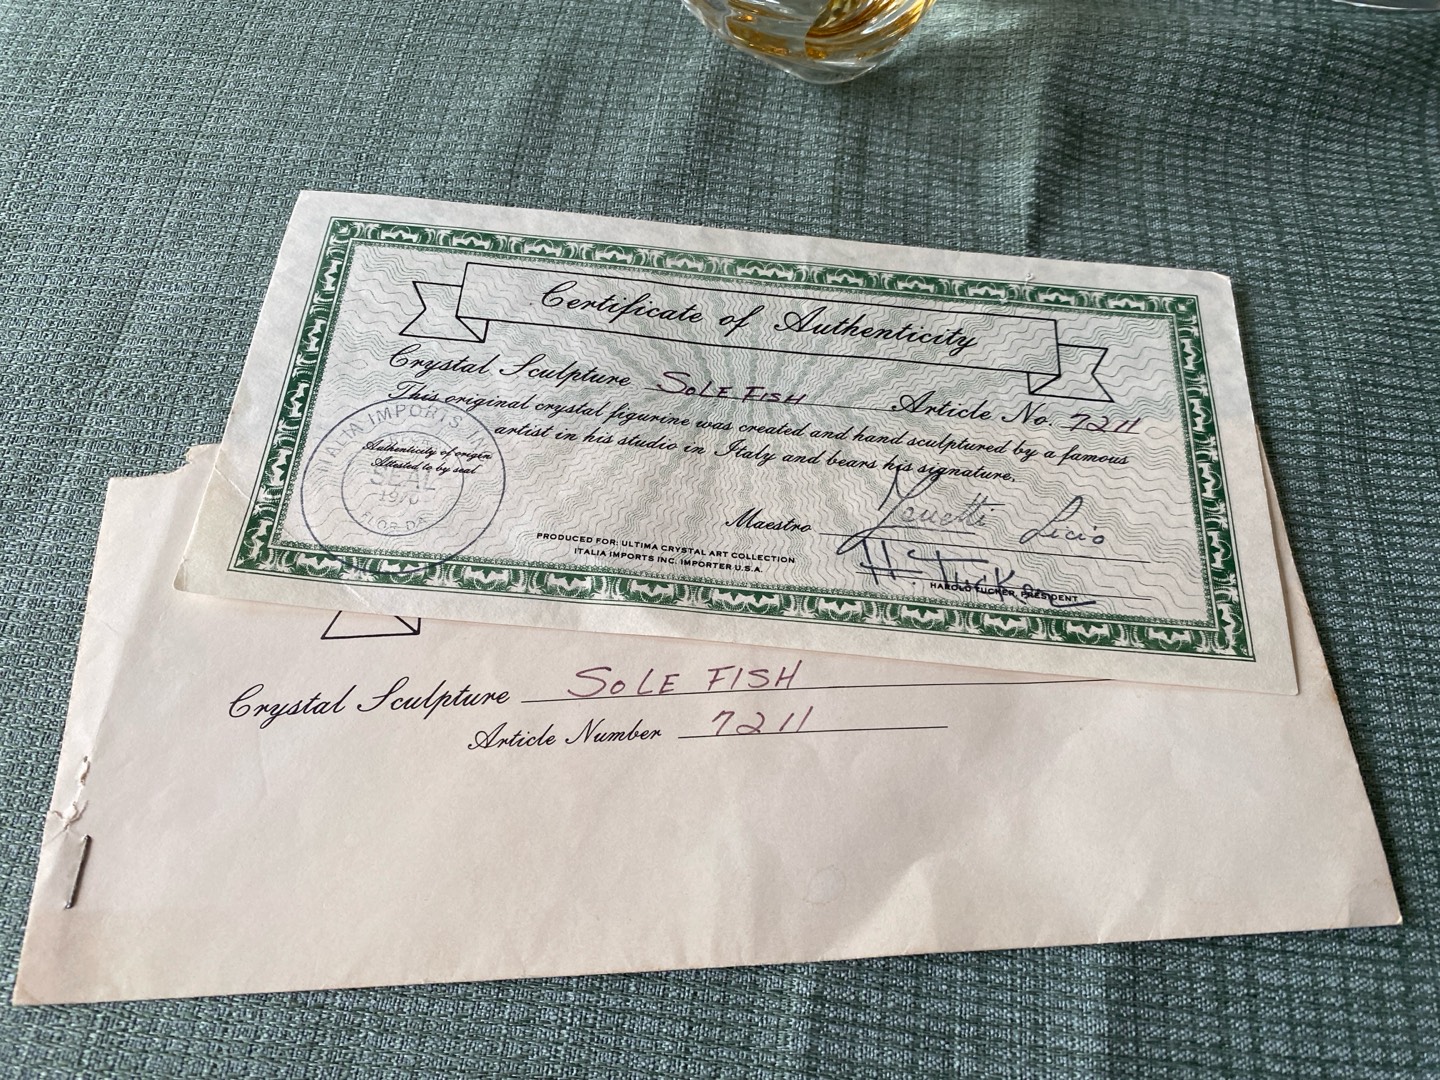 Certificate of Authenticity
Crystal Sculpture SOLE FISH Article No. 7211
This original crystal figurine was created and hand sculptured by a famous
artist in his studio in Italy and bears his signature.
ITALIA IMPORTS IN
Authenticity of origin
Attested to by seal
SEAL
1970
FLORIDA
Maestro Licio
PRODUCED FOR: ULTIMA CRYSTAL ART COLLECTION
ITALIA IMPORTS INC. IMPORTER U.S.A.
H. Tucker
HAROLD TUCKER, PRESIDENT
Crystal Sculpture SOLE FISH
Article Number 7211